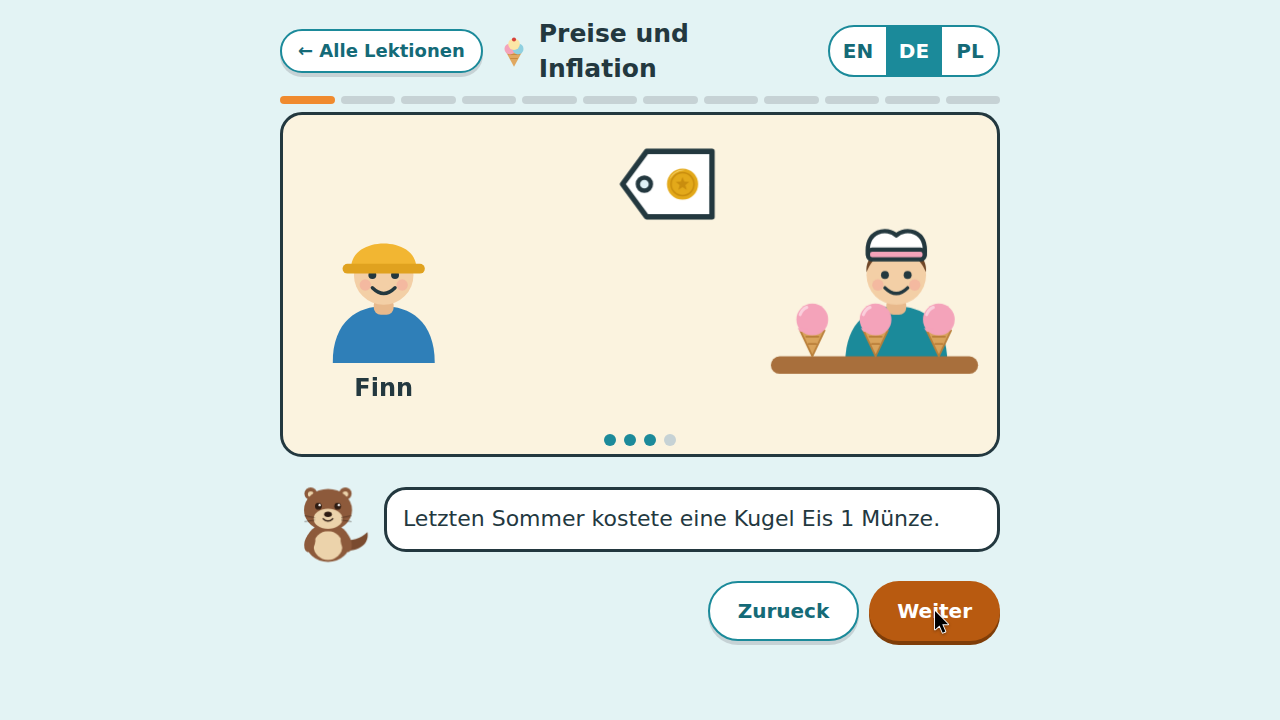 ← Alle Lektionen
Preise und
Inflation
EN DE PL
Finn
Letzten Sommer kostete eine Kugel Eis 1 Münze.
Zurueck
Weiter